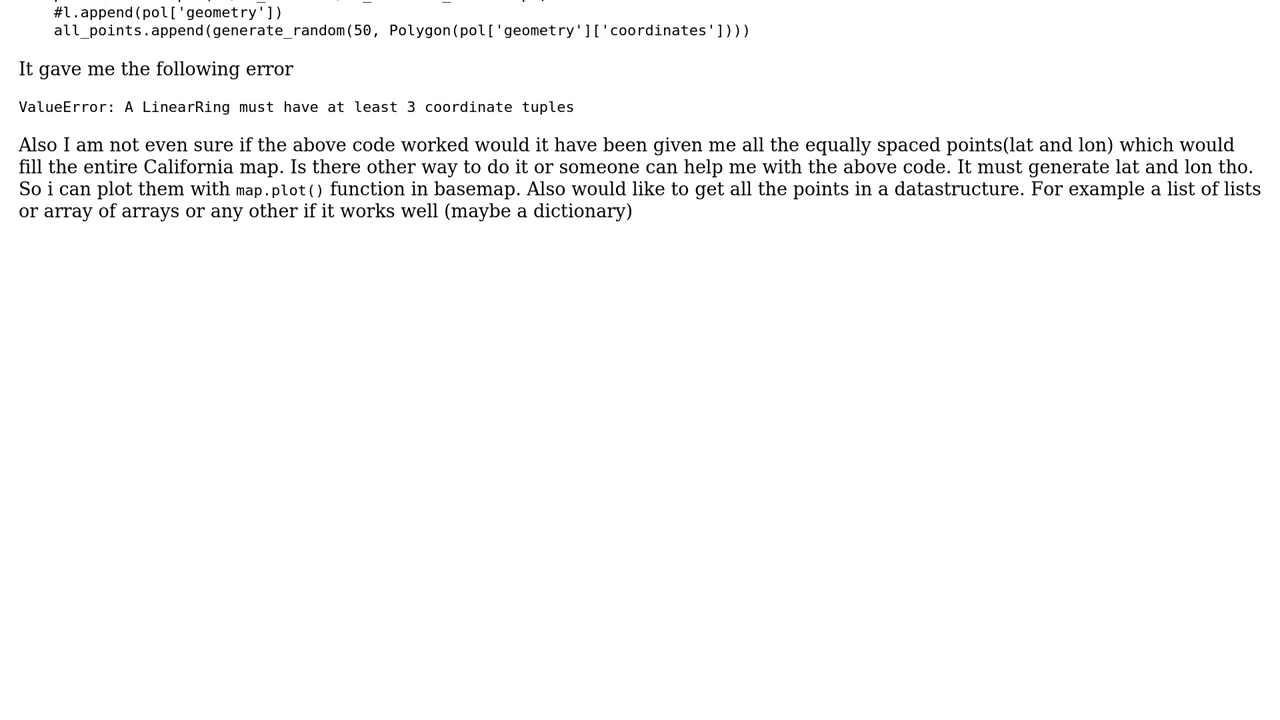 #l.append(pol['geometry'])
all_points.append(generate_random(50, Polygon(pol['geometry']['coordinates'])))
It gave me the following error
ValueError: A LinearRing must have at least 3 coordinate tuples
Also I am not even sure if the above code worked would it have been given me all the equally spaced points(lat and lon) which would
fill the entire California map. Is there other way to do it or someone can help me with the above code. It must generate lat and lon tho.
So i can plot them with map.plot() function in basemap. Also would like to get all the points in a datastructure. For example a list of lists
or array of arrays or any other if it works well (maybe a dictionary)